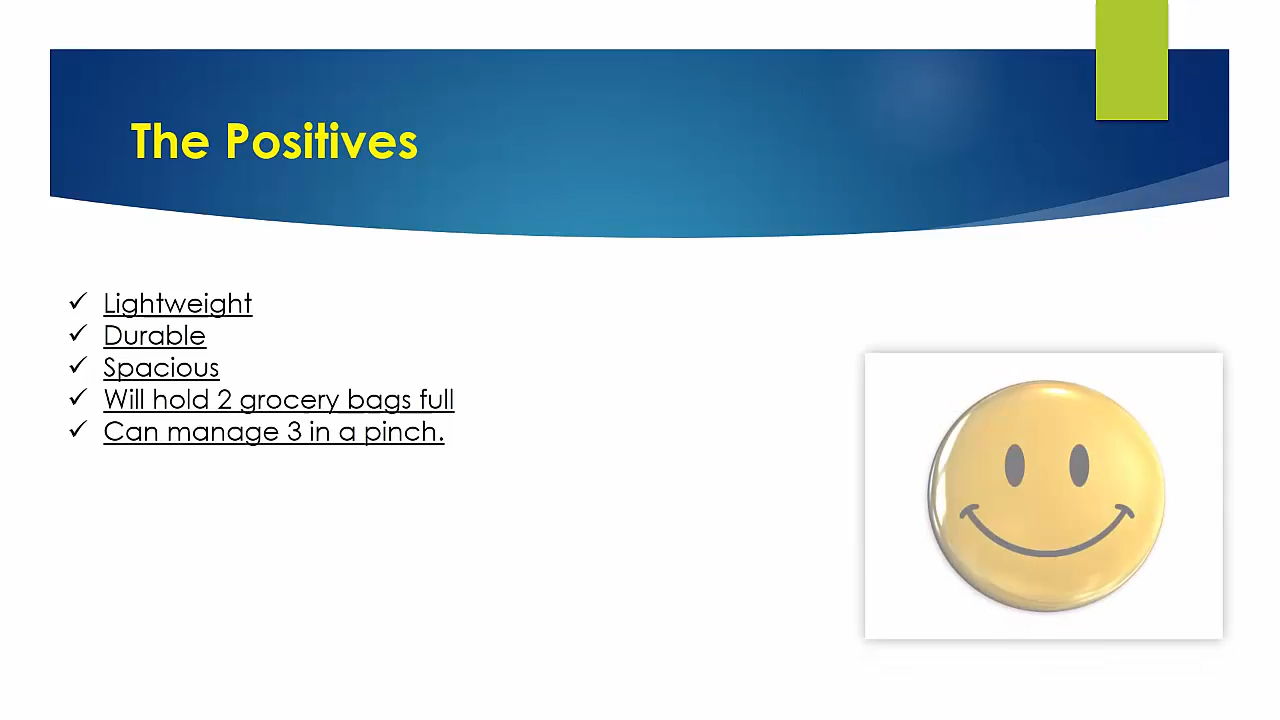 The Positives
Lightweight
Durable
Spacious
Will hold 2 grocery bags full
Can manage 3 in a pinch.